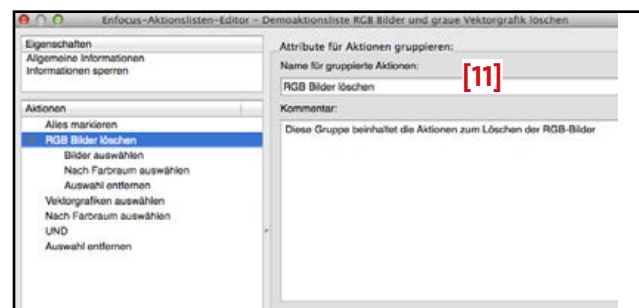 Enfocus-Aktionslisten-Editor – Demoaktionsliste RGB Bilder und graue Vektorgrafik löschen
Eigenschaften
Allgemeine Informationen
Informationen sperren
Aktionen
Alles markieren
RGB Bilder löschen
Bilder auswählen
Nach Farbraum auswählen
Auswahl entfernen
Vektorgrafiken auswählen
Nach Farbraum auswählen
UND
Auswahl entfernen
Attribute für Aktionen gruppieren:
Name für gruppierte Aktionen:
[11]
RGB Bilder löschen
Kommentar:
Diese Gruppe beinhaltet die Aktionen zum Löschen der RGB-Bilder